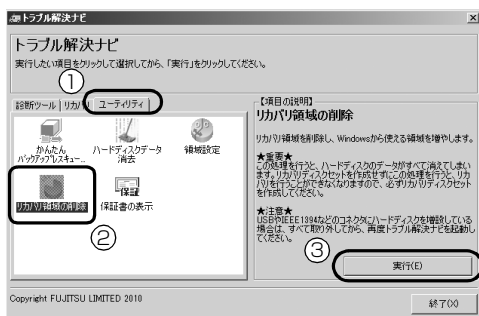 トラブル解決ナビ
トラブル解決ナビ
実行したい項目をクリックして選択してから、「実行」をクリックしてください。
①
診断ツール
リカバリ
ユーティリティ
かんたん
バックアップレスキュー...
ハードディスクデータ
消去
領域設定
リカバリ領域の削除
保証書の表示
②
【項目の説明】
リカバリ領域の削除
リカバリ領域を削除し、Windowsから使える領域を増やします。
★重要★
この処理を行うと、ハードディスクのデータがすべて消えてしまい
ます。リカバリディスクセットを作成せずにこの処理を行うと、リカ
バリを行うことができなくなりますので、必ずリカバリディスクセット
を作成してください。
★注意★
USBやIEEE1394などのコネクタにハードディスクを増設している
場合は、すべて取り外してから、再度トラブル解決ナビを起動し
てください。
③
実行(E)
Copyright FUJITSU LIMITED 2010
終了(X)